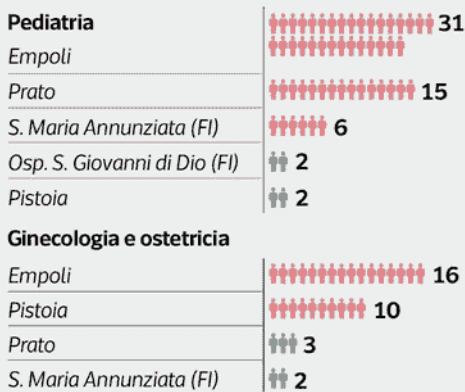 Pediatria
Empoli 31
Prato 15
S. Maria Annunziata (FI) 6
Osp. S. Giovanni di Dio (FI) 2
Pistoia 2
Ginecologia e ostetricia
Empoli 16
Pistoia 10
Prato 3
S. Maria Annunziata (FI) 2